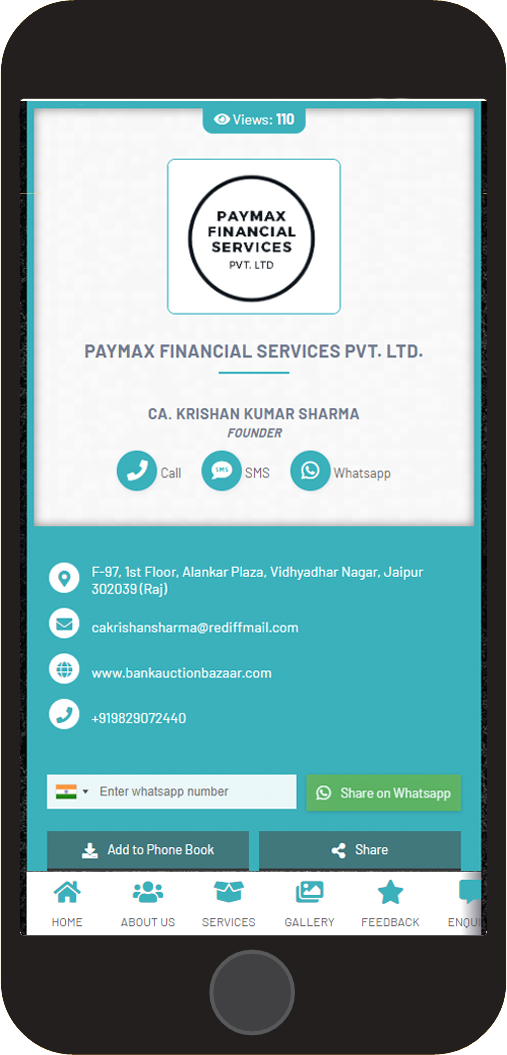 Views: 110
PAYMAX
FINANCIAL
SERVICES
PVT. LTD
PAYMAX FINANCIAL SERVICES PVT. LTD.
CA. KRISHAN KUMAR SHARMA
FOUNDER
Call SMS SMS Whatsapp
F-97, 1st Floor, Alankar Plaza, Vidhyadhar Nagar, Jaipur
302039 (Raj)
cakrishansharma@rediffmail.com
www.bankauctionbazaar.com
+919829072440
Enter whatsapp number Share on Whatsapp
Add to Phone Book Share
HOME ABOUT US SERVICES GALLERY FEEDBACK ENQUI